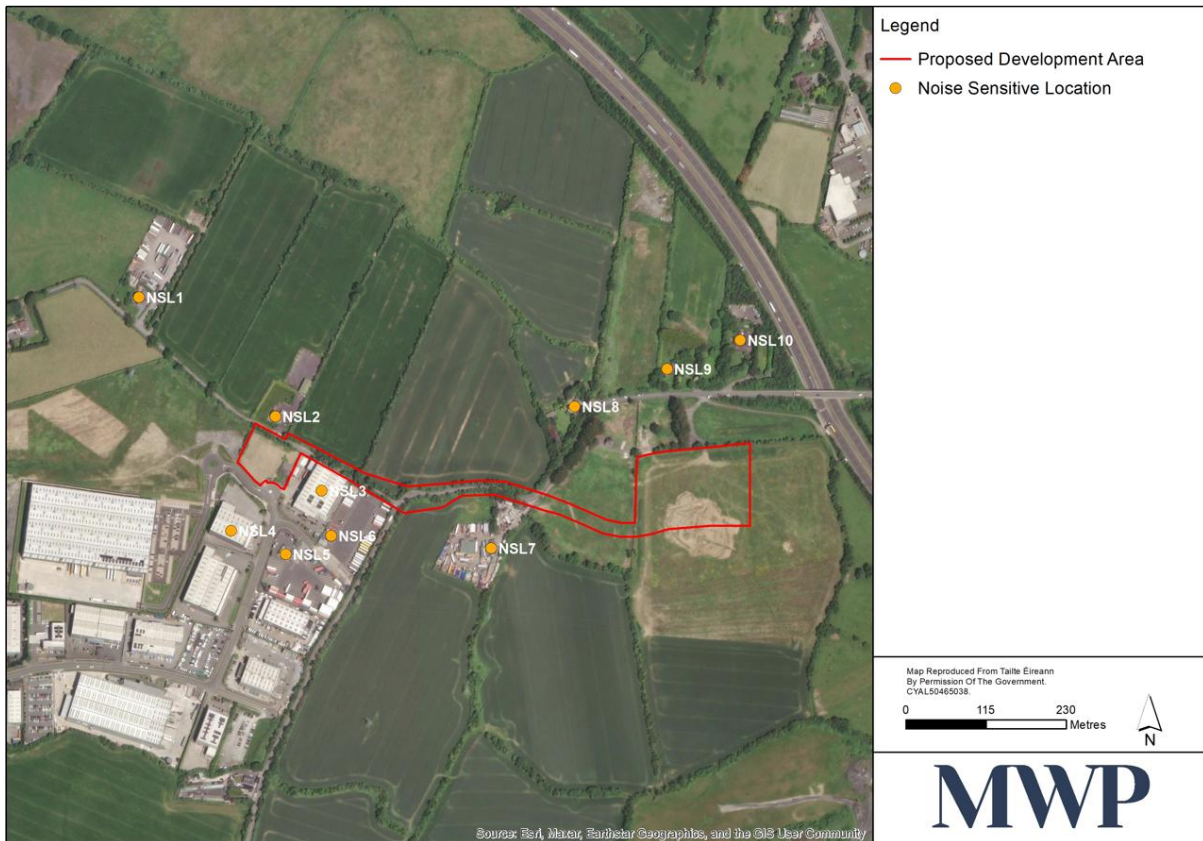 Legend
Proposed Development Area
Noise Sensitive Location
NSL1
NSL10
NSL9
NSL8
NSL2
NSL3
NSL4
NSL6
NSL5
NSL7
Map Reproduced From Tailte Éireann
By Permission Of The Government.
CYAL50465038.
0 115 230
Metres
N
MWP
Source: Esri, Maxar, Earthstar Geographics, and the GIS User Community